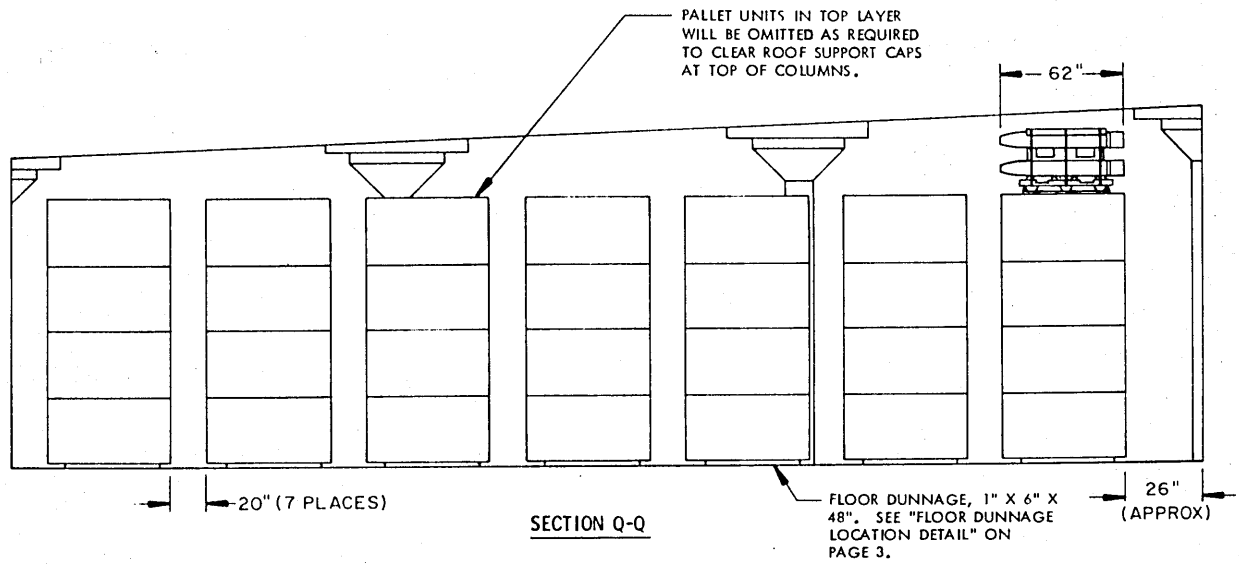 PALLET UNITS IN TOP LAYER
WILL BE OMITTED AS REQUIRED
TO CLEAR ROOF SUPPORT CAPS
AT TOP OF COLUMNS.
62"
20" (7 PLACES)
SECTION Q-Q
FLOOR DUNNAGE, 1" X 6" X
48". SEE "FLOOR DUNNAGE
LOCATION DETAIL" ON
PAGE 3.
26"
(APPROX)